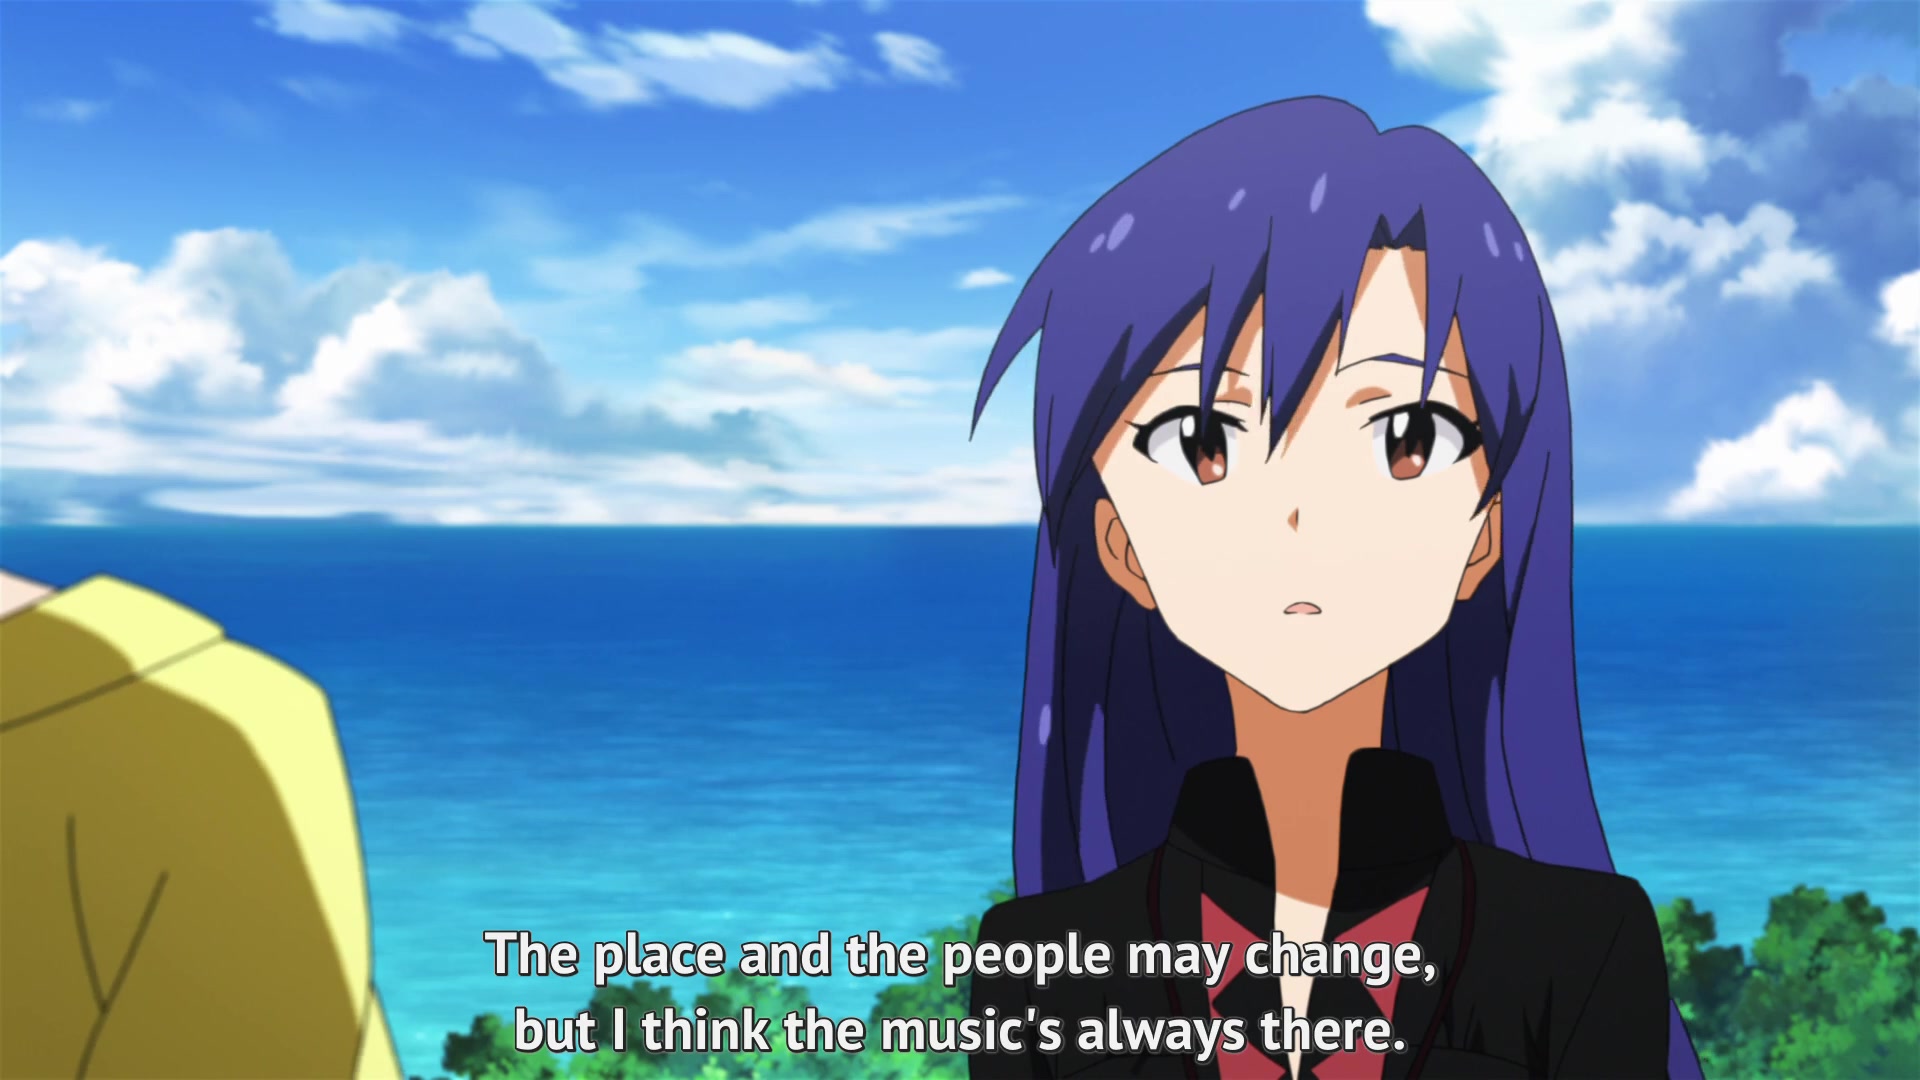 The place and the people may change,
but I think the music's always there.